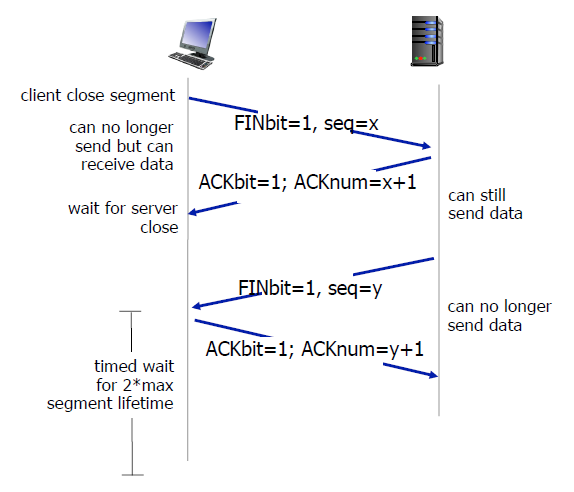 client close segment
FINbit=1, seq=x
can no longer
send but can
receive data
ACKbit=1; ACKnum=x+1
wait for server
close
can still
send data
FINbit=1, seq=y
can no longer
send data
ACKbit=1; ACKnum=y+1
timed wait
for 2*max
segment lifetime